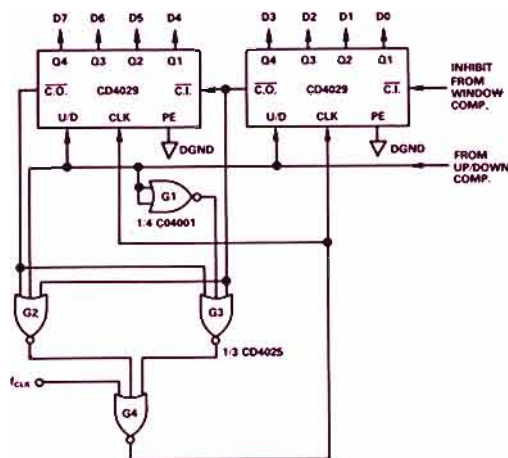 D7 D6 D5 D4 D3 D2 D1 D0
Q4 Q3 Q2 Q1 Q4 Q3 Q2 Q1
C.O. CD4029 C.I. C.O. CD4029 C.I.
U/D CLK PE U/D CLK PE
INHIBIT
FROM
WINDOW
COMP.
DGND DGND
FROM
UP/DOWN
COMP.
G1
1/4 C04001
G2 G3
1/3 CD4025
fCLK
G4